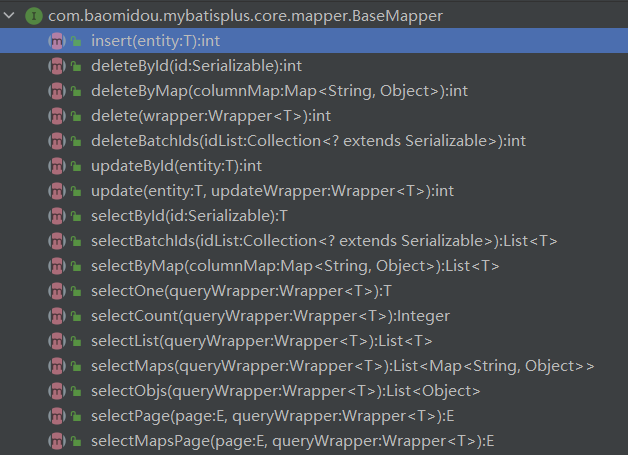 com.baomidou.mybatisplus.core.mapper.BaseMapper
insert(entity:T):int
deleteById(id:Serializable):int
deleteByMap(columnMap:Map<String, Object>):int
delete(wrapper:Wrapper<T>):int
deleteBatchIds(idList:Collection<? extends Serializable>):int
updateById(entity:T):int
update(entity:T, updateWrapper:Wrapper<T>):int
selectById(id:Serializable):T
selectBatchIds(idList:Collection<? extends Serializable>):List<T>
selectByMap(columnMap:Map<String, Object>):List<T>
selectOne(queryWrapper:Wrapper<T>):T
selectCount(queryWrapper:Wrapper<T>):Integer
selectList(queryWrapper:Wrapper<T>):List<T>
selectMaps(queryWrapper:Wrapper<T>):List<Map<String, Object>>
selectObjs(queryWrapper:Wrapper<T>):List<Object>
selectPage(page:E, queryWrapper:Wrapper<T>):E
selectMapsPage(page:E, queryWrapper:Wrapper<T>):E